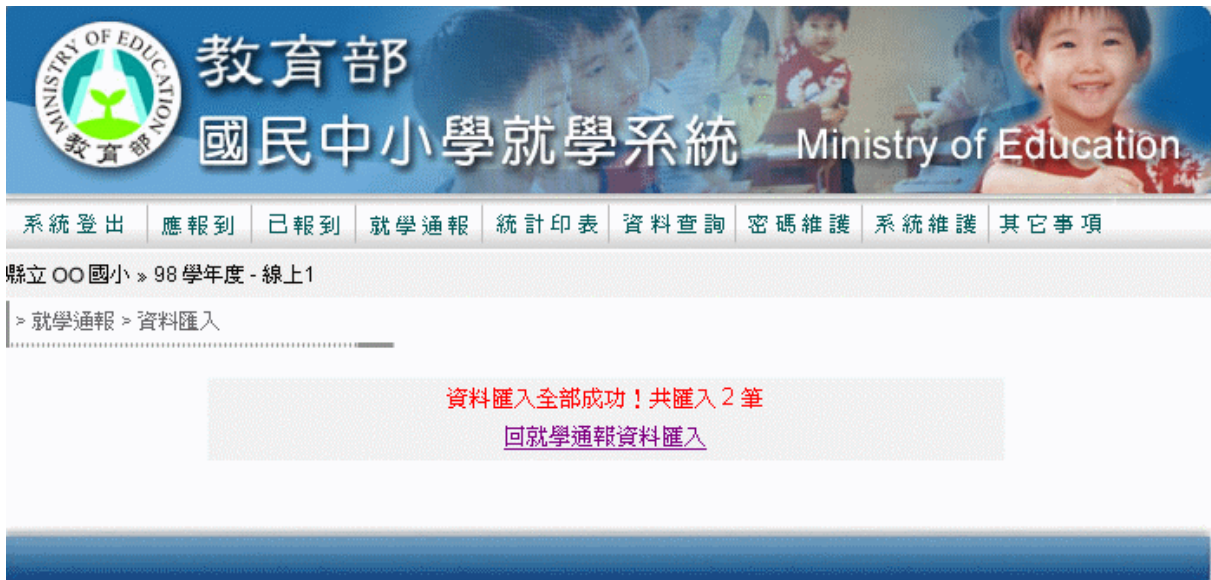 MINISTRY OF EDUCATION
教育部
教育部
國民中小學就學系統 Ministry of Education
系統登出 應報到 已報到 就學通報 統計印表 資料查詢 密碼維護 系統維護 其它事項
縣立 OO 國小 » 98 學年度 - 線上1
> 就學通報 > 資料匯入
資料匯入全部成功！共匯入 2 筆
回就學通報資料匯入